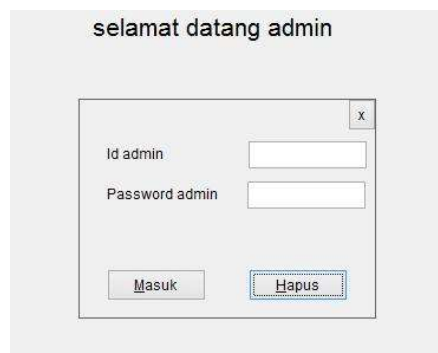 selamat datang admin
x
Id admin
Password admin
Masuk Hapus